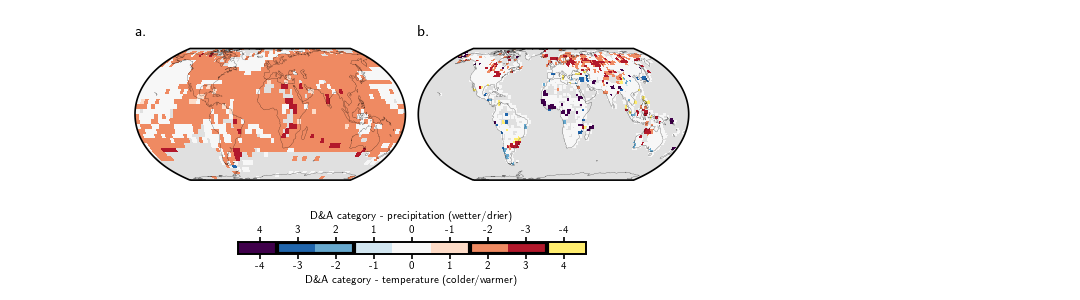 a.
b.
D&A category - precipitation (wetter/drier)
4 3 2 1 0 -1 -2 -3 -4
-4 -3 -2 -1 0 1 2 3 4
D&A category - temperature (colder/warmer)